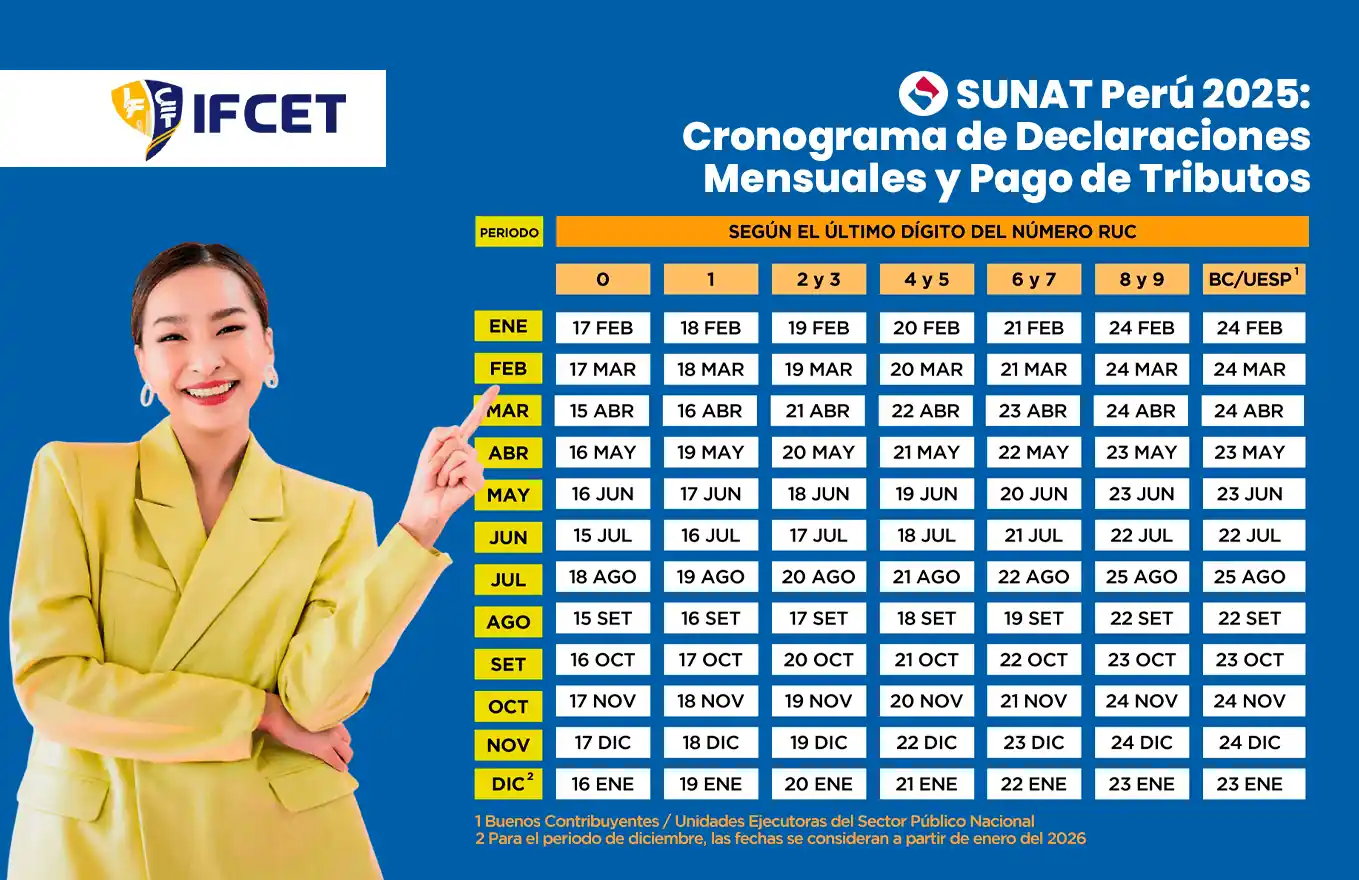 IFCET
SUNAT Perú 2025:
Cronograma de Declaraciones
Mensuales y Pago de Tributos
PERIODO SEGÚN EL ÚLTIMO DÍGITO DEL NÚMERO RUC
0 1 2 y 3 4 y 5 6 y 7 8 y 9 BC/UESP 1
ENE 17 FEB 18 FEB 19 FEB 20 FEB 21 FEB 24 FEB 24 FEB
FEB 17 MAR 18 MAR 19 MAR 20 MAR 21 MAR 24 MAR 24 MAR
MAR 15 ABR 16 ABR 21 ABR 22 ABR 23 ABR 24 ABR 24 ABR
ABR 16 MAY 19 MAY 20 MAY 21 MAY 22 MAY 23 MAY 23 MAY
MAY 16 JUN 17 JUN 18 JUN 19 JUN 20 JUN 23 JUN 23 JUN
JUN 15 JUL 16 JUL 17 JUL 18 JUL 21 JUL 22 JUL 22 JUL
JUL 18 AGO 19 AGO 20 AGO 21 AGO 22 AGO 25 AGO 25 AGO
AGO 15 SET 16 SET 17 SET 18 SET 19 SET 22 SET 22 SET
SET 16 OCT 17 OCT 20 OCT 21 OCT 22 OCT 23 OCT 23 OCT
OCT 17 NOV 18 NOV 19 NOV 20 NOV 21 NOV 24 NOV 24 NOV
NOV 17 DIC 18 DIC 19 DIC 22 DIC 23 DIC 24 DIC 24 DIC
DIC 2 16 ENE 19 ENE 20 ENE 21 ENE 22 ENE 23 ENE 23 ENE
1 Buenos Contribuyentes / Unidades Ejecutoras del Sector Público Nacional
2 Para el periodo de diciembre, las fechas se consideran a partir de enero del 2026